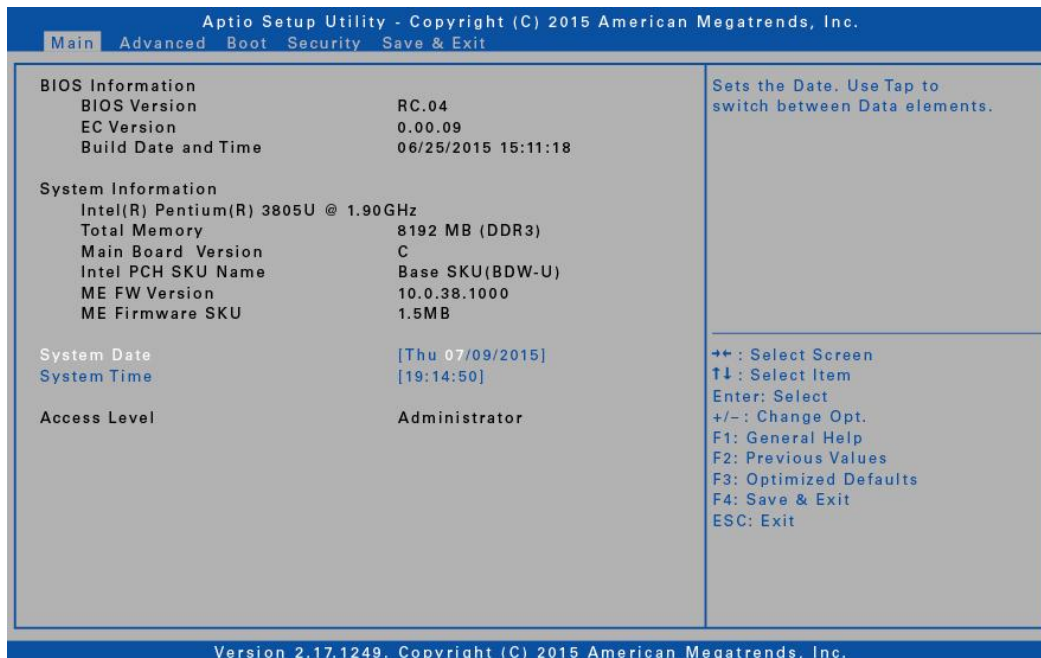 Aptio Setup Utility - Copyright (C) 2015 American Megatrends, Inc.
Main Advanced Boot Security Save & Exit
BIOS Information
BIOS Version RC.04
EC Version 0.00.09
Build Date and Time 06/25/2015 15:11:18
System Information
Intel(R) Pentium(R) 3805U @ 1.90GHz
Total Memory 8192 MB (DDR3)
Main Board Version C
Intel PCH SKU Name Base SKU(BDW-U)
ME FW Version 10.0.38.1000
ME Firmware SKU 1.5MB
System Date [Thu 07/09/2015]
System Time [19:14:50]
Access Level Administrator
Sets the Date. Use Tap to
switch between Data elements.
→←: Select Screen
↑↓: Select Item
Enter: Select
+/–: Change Opt.
F1: General Help
F2: Previous Values
F3: Optimized Defaults
F4: Save & Exit
ESC: Exit
Version 2.17.1249. Copyright (C) 2015 American Megatrends, Inc.